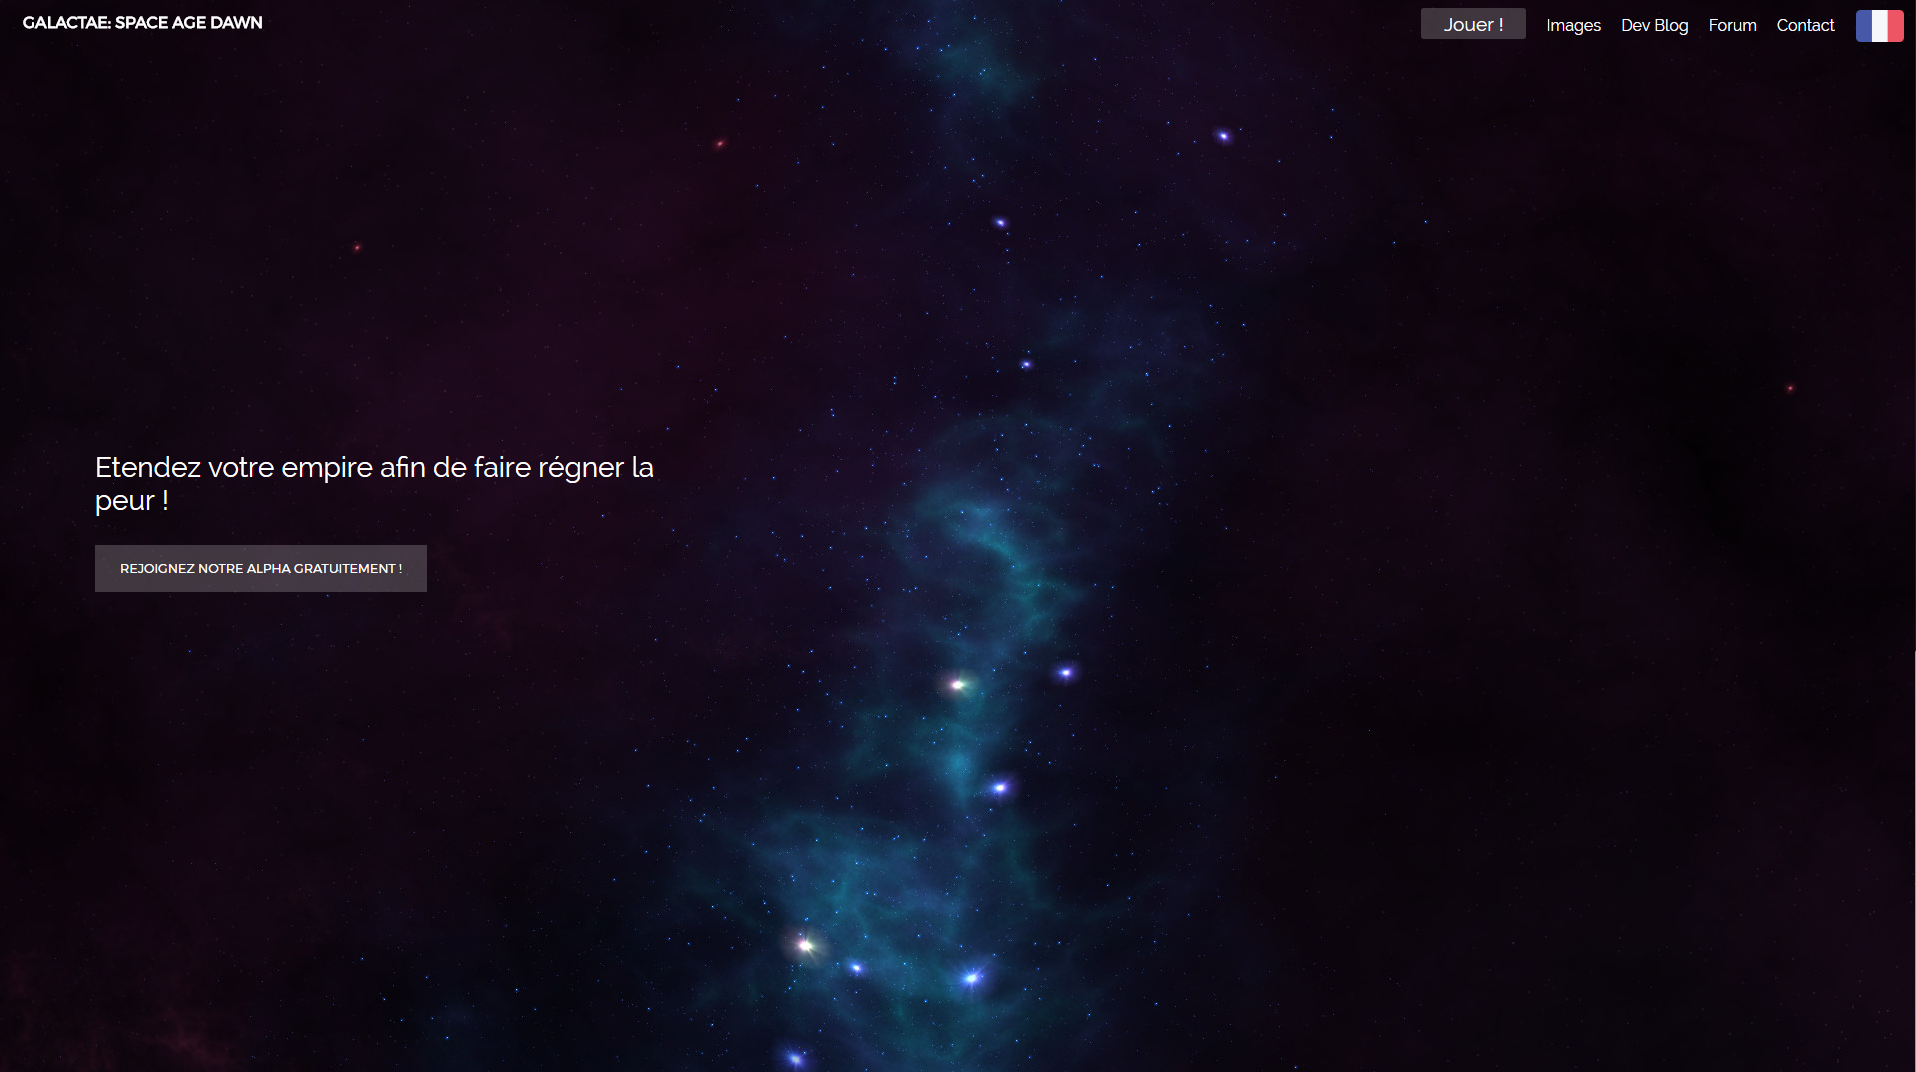 GALACTAE: SPACE AGE DAWN
Jouer !
Images
Dev Blog
Forum
Contact
Etendez votre empire afin de faire régner la
peur !
REJOIGNEZ NOTRE ALPHA GRATUITEMENT !